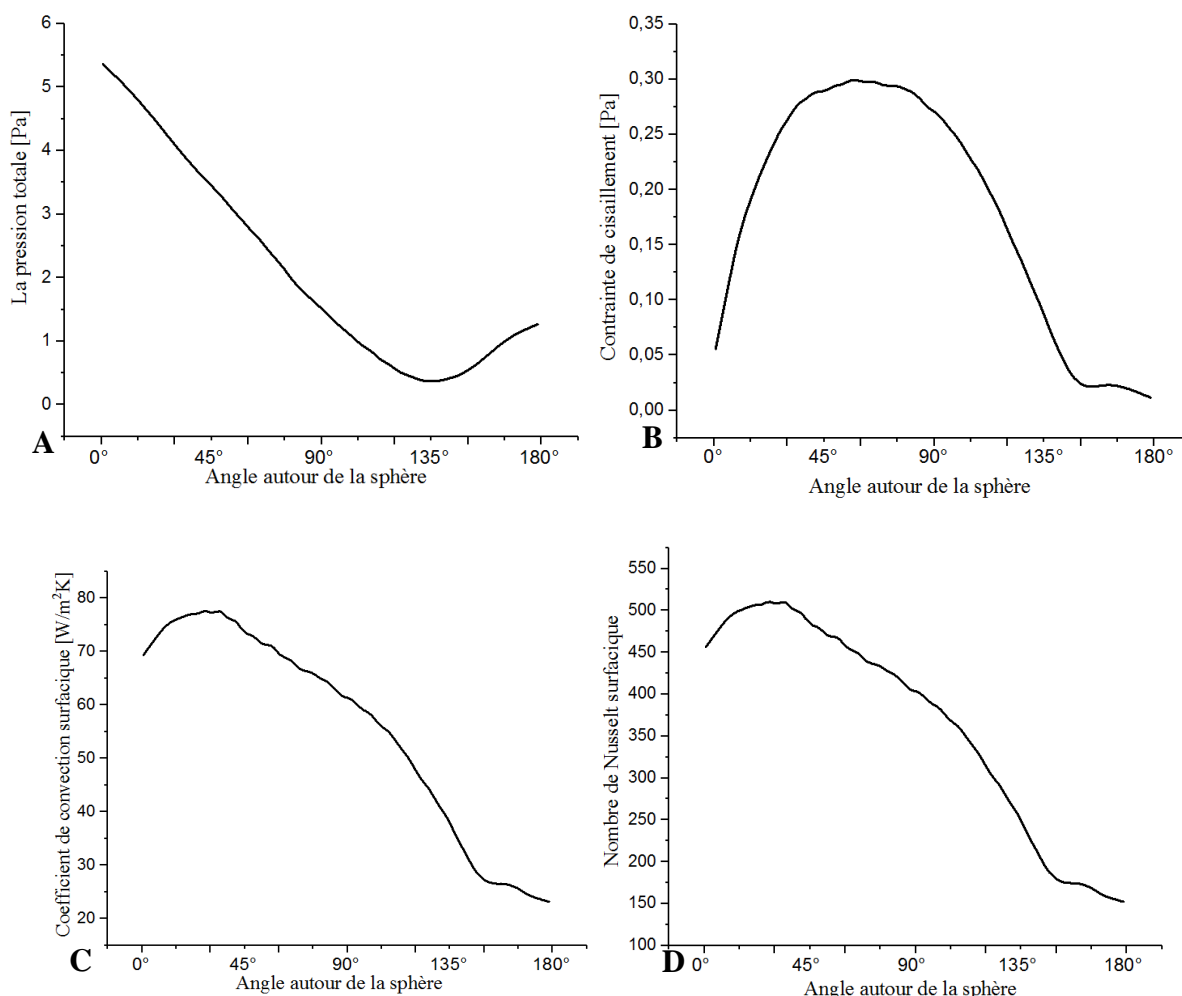 La pression totale [Pa]
6
5
4
3
2
1
0
0° 45° 90° 135° 180°
Angle autour de la sphère
A
Contrainte de cisaillement [Pa]
0,35
0,30
0,25
0,20
0,15
0,10
0,05
0,00
0° 45° 90° 135° 180°
Angle autour de la sphère
B
Coefficient de convection surfacique [W/m²K]
80
70
60
50
40
30
20
0° 45° 90° 135° 180°
Angle autour de la sphère
C
Nombre de Nusselt surfacique
550
500
450
400
350
300
250
200
150
100
0° 45° 90° 135° 180°
Angle autour de la sphère
D